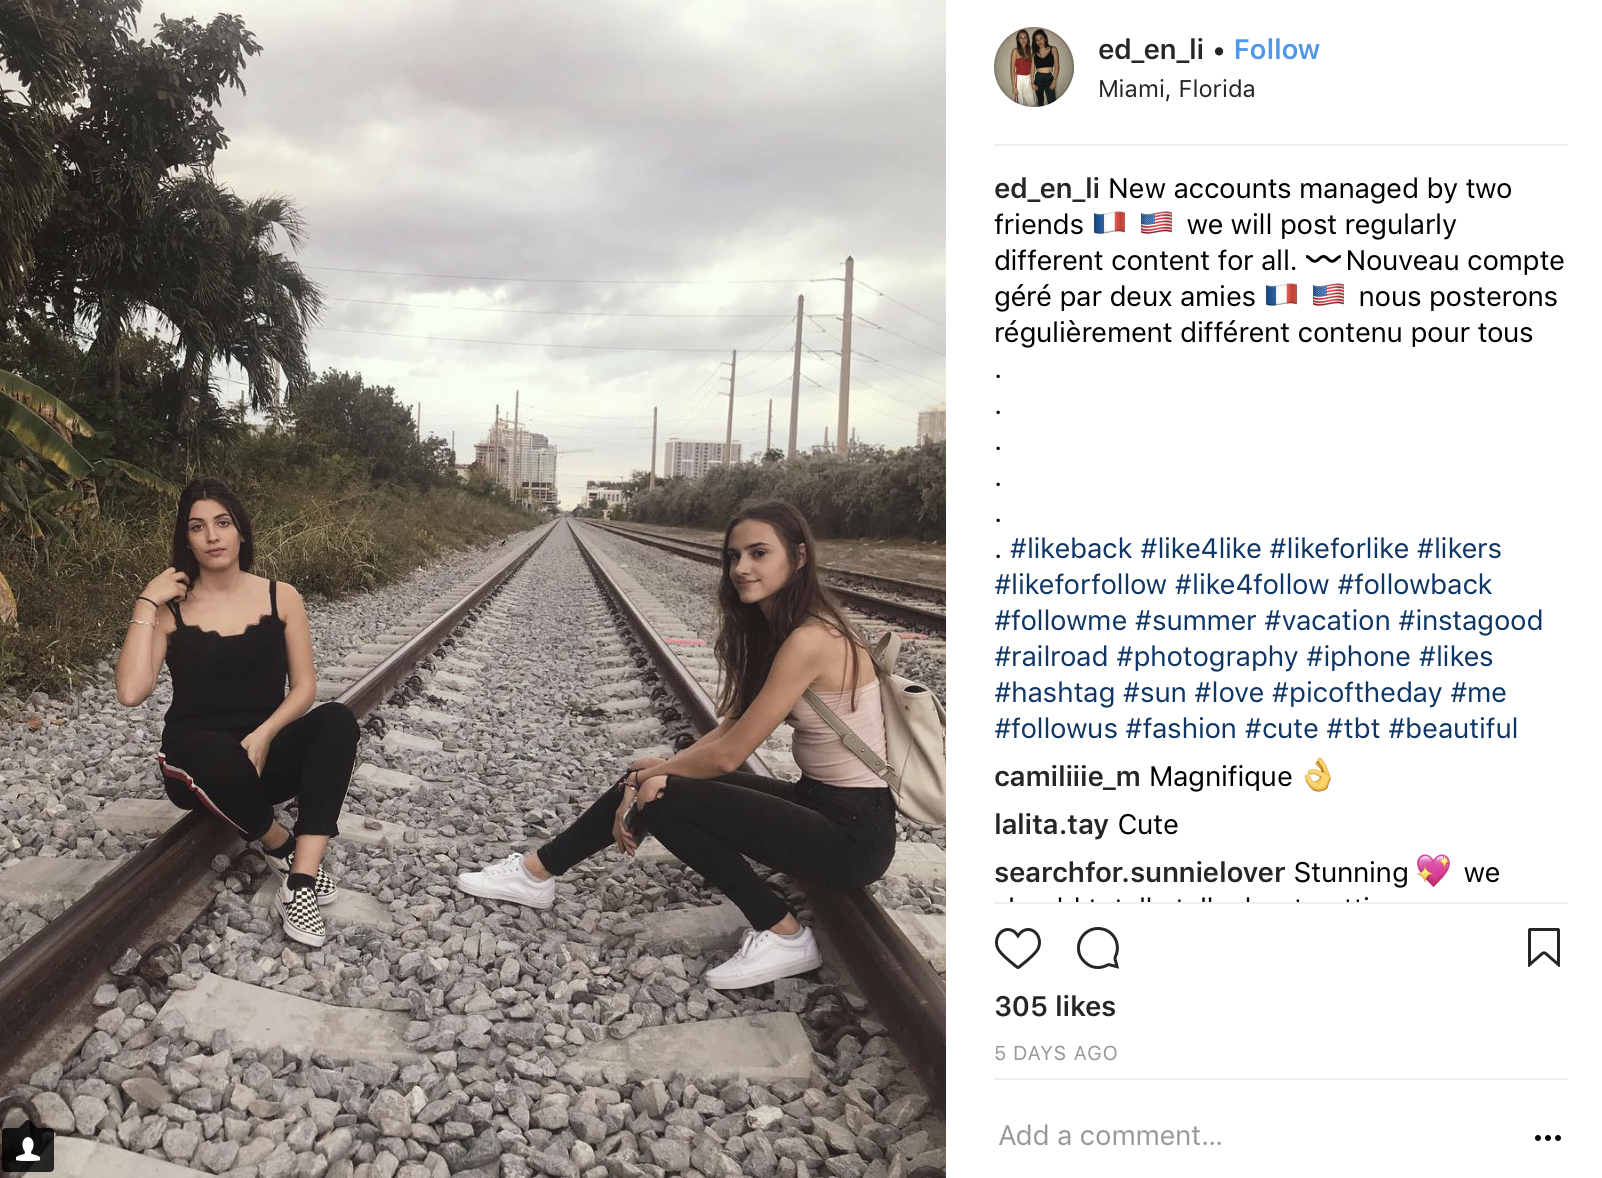 ed_en_li • Follow
Miami, Florida
ed_en_li New accounts managed by two
friends 🇫🇷 🇺🇸 we will post regularly
different content for all. 〰Nouveau compte
géré par deux amies 🇫🇷 🇺🇸 nous posterons
régulièrement différent contenu pour tous
.
.
.
.
.
. #likeback #like4like #likeforlike #likers
#likeforfollow #like4follow #followback
#followme #summer #vacation #instagood
#railroad #photography #iphone #likes
#hashtag #sun #love #picoftheday #me
#followus #fashion #cute #tbt #beautiful
camiliiie_m Magnifique 👌
lalita.tay Cute
searchfor.sunnielover Stunning 💖 we
305 likes
5 DAYS AGO
Add a comment...